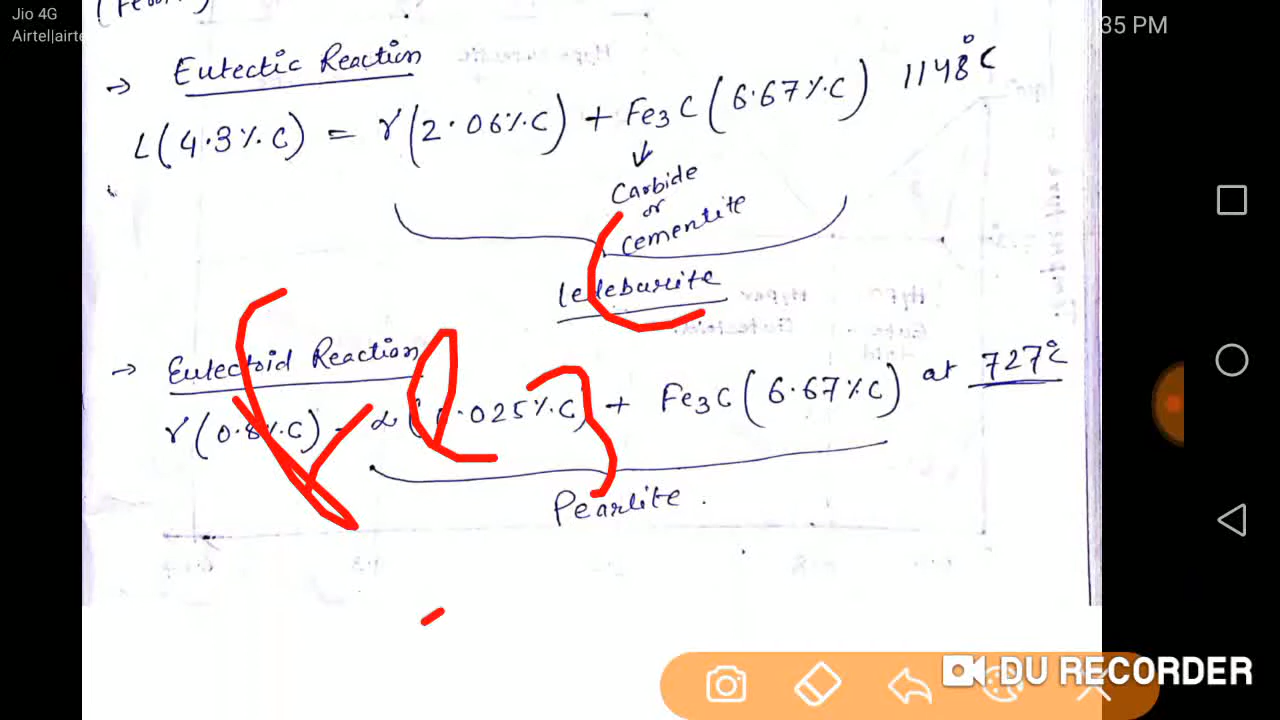 Jio 4G
Airtel|airte
35 PM
→ Eutectic Reaction
L(4.3%.C) = γ(2.06%.C) + Fe3C(6.67%.C) 1148°C
↓
Carbide
or
Cementite
Ledeburite
→ Eutectoid Reaction
γ(0.8%.C) - α(0.025%.C) + Fe3C(6.67%.C) at 727°C
Pearlite.
DU RECORDER